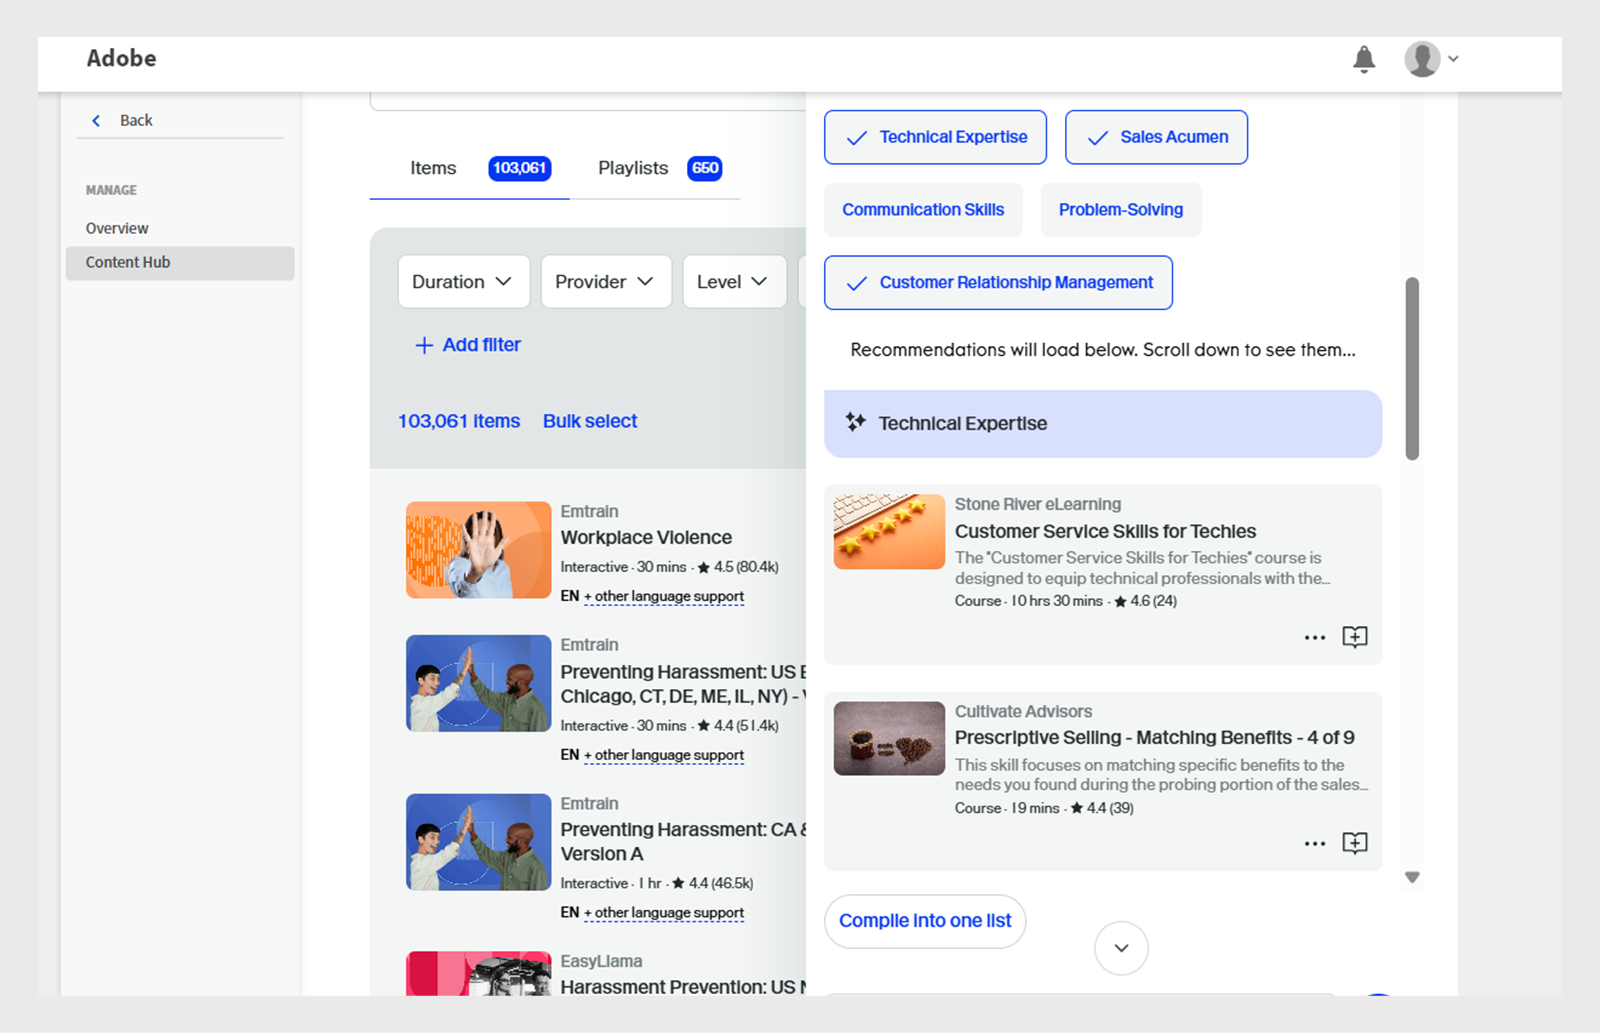 Adobe
Back
MANAGE
Overview
Content Hub
Items 103,061 Playlists 650
Duration Provider Level
Add filter
103,061 items Bulk select
Emtrain
Workplace Violence
Interactive · 30 mins · ★ 4.5 (80.4k)
EN + other language support
Emtrain
Preventing Harassment: US
Chicago, CT, DE, ME, IL, NY) -
Interactive · 30 mins · ★ 4.4 (51.4k)
EN + other language support
Emtrain
Preventing Harassment: CA &
Version A
Interactive · 1 hr · ★ 4.4 (46.5k)
EN + other language support
EasyLlama
Harassment Prevention: US
Technical Expertise Sales Acumen
Communication Skills Problem-Solving
Customer Relationship Management
Recommendations will load below. Scroll down to see them...
Technical Expertise
Stone River eLearning
Customer Service Skills for Techies
The "Customer Service Skills for Techies" course is
designed to equip technical professionals with the...
Course · 10 hrs 30 mins · ★ 4.6 (24)
Cultivate Advisors
Prescriptive Selling - Matching Benefits - 4 of 9
This skill focuses on matching specific benefits to the
needs you found during the probing portion of the sales...
Course · 19 mins · ★ 4.4 (39)
Compile into one list